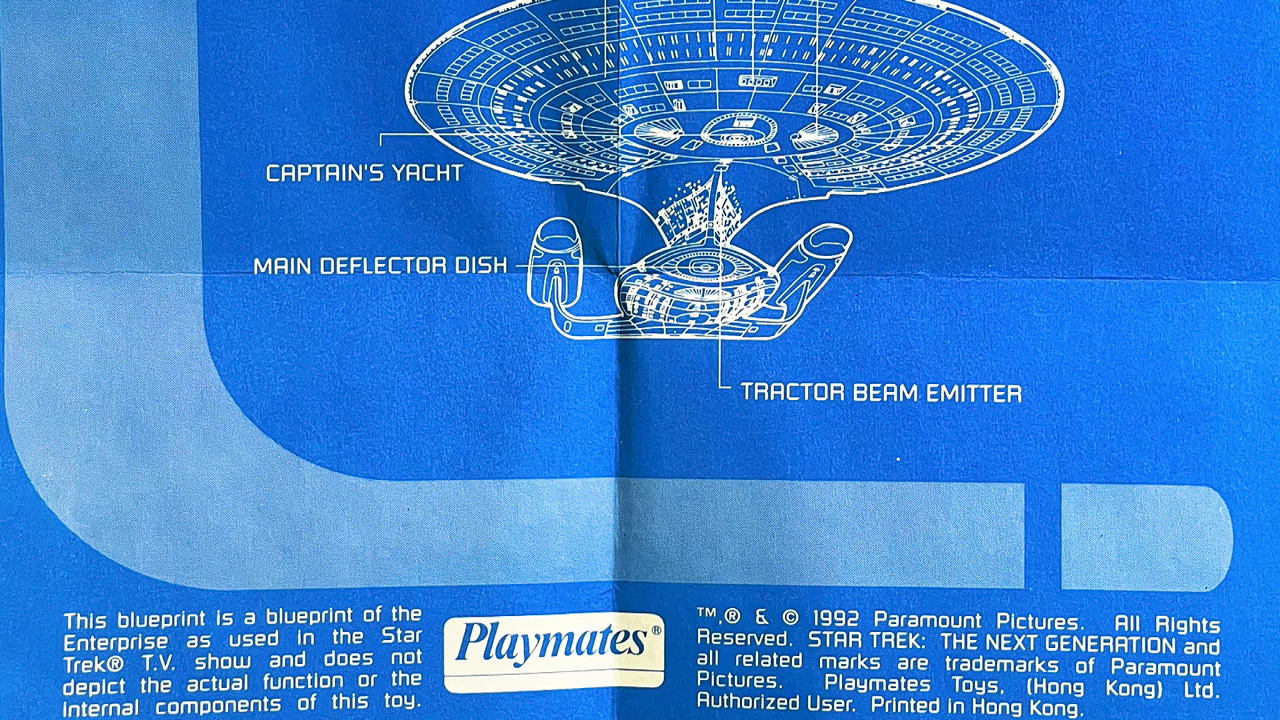 CAPTAIN'S YACHT
MAIN DEFLECTOR DISH
TRACTOR BEAM EMITTER
This blueprint is a blueprint of the
Enterprise as used in the Star
Trek® T.V. show and does not
depict the actual function or the
internal components of this toy.
Playmates®
™,® & © 1992 Paramount Pictures. All Rights
Reserved. STAR TREK: THE NEXT GENERATION and
all related marks are trademarks of Paramount
Pictures. Playmates Toys, (Hong Kong) Ltd.
Authorized User. Printed in Hong Kong.